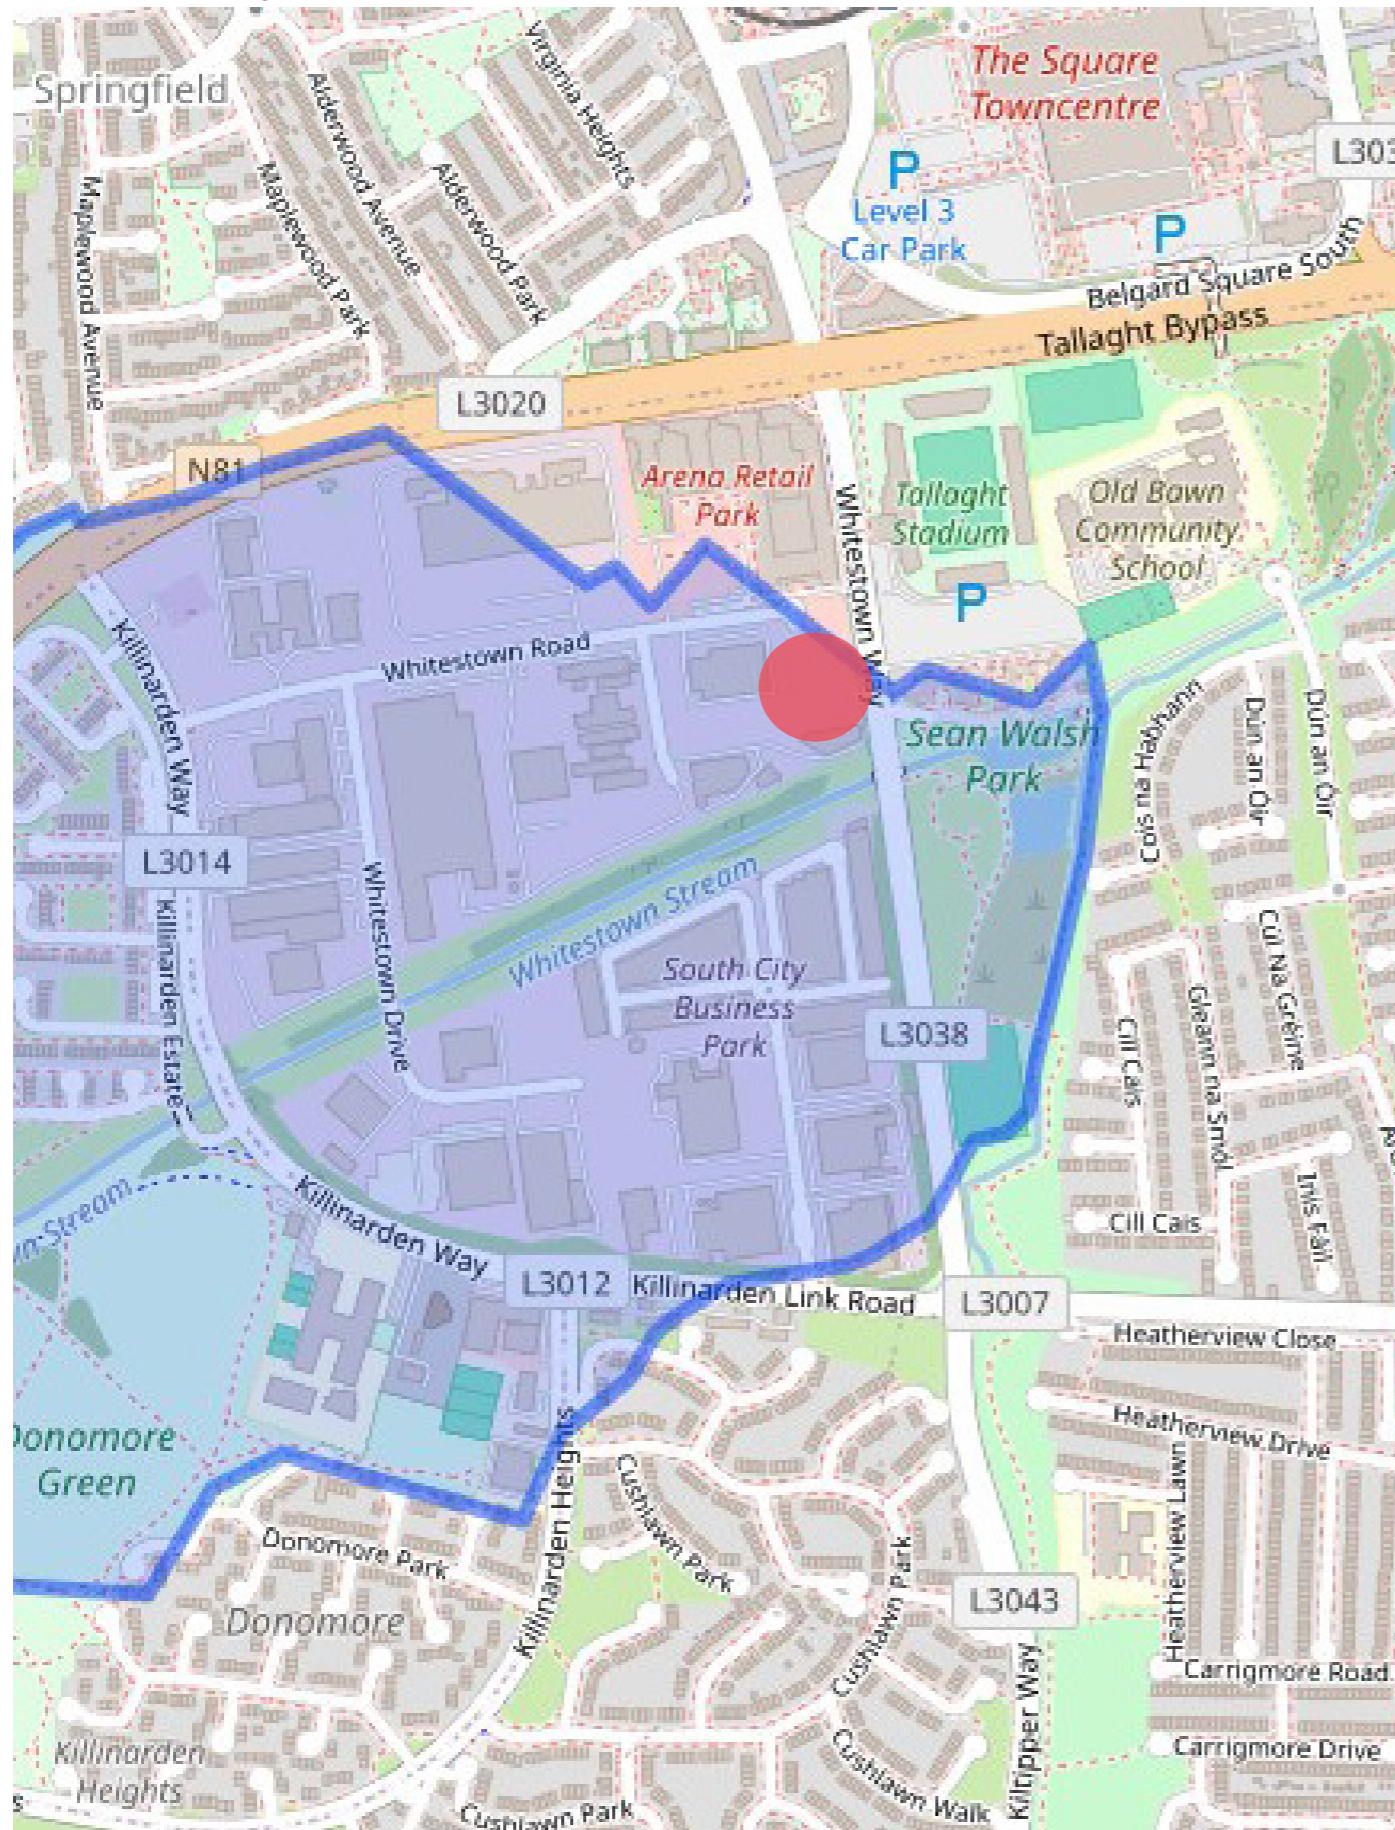 Springfield
Virginia Heights
The Square
Towncentre
Alderwood Avenue
Alderwood Park
Maplewood Park
Maplewood Avenue
P
Level 3
Car Park
P
Belgard Square South
Tallaght Bypass
L3020
N81
Arena Retail
Park
Tallaght
Stadium
Old Bawn
Community
School
P
Whitestown Way
Whitestown Road
Killinarden Way
Sean Walsh
Park
Cois na Habhann
Dún an Óir
Dún an Óir
L3014
Whitestown Drive
Whitestown Stream
South City
Business
Park
L3038
Killinarden Estate
Cúl Na Gréine
Gleann na Smól
Cill Cais
Cill Cais
Inis Fáil
Killinarden Way
L3012
Killinarden Link Road
L3007
Heatherview Close
Heatherview Drive
Heatherview Lawn
Donomore
Green
Killinarden Heights
Cushlawn Park
Donomore Park
Donomore
Cushlawn Park
L3043
Kiltipper Way
Carrigmore Road
Carrigmore Drive
Killinarden
Heights
Cushlawn Walk
Cushlawn Park